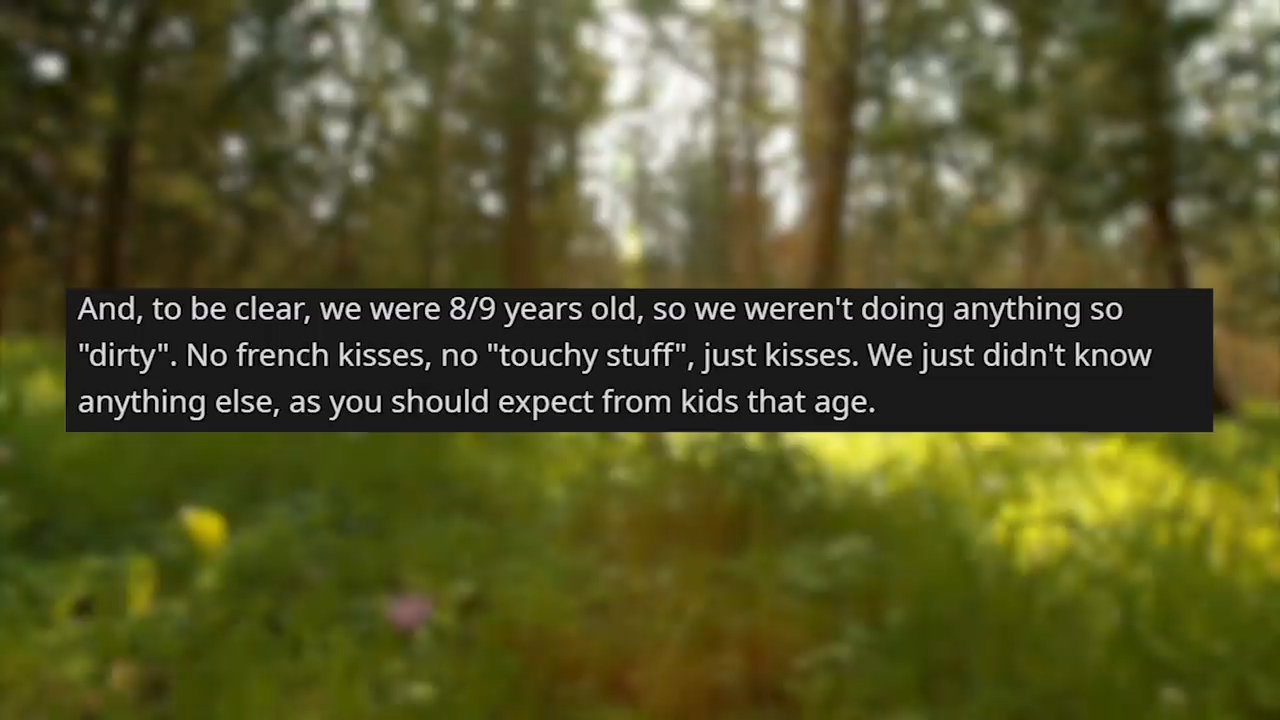 And, to be clear, we were 8/9 years old, so we weren't doing anything so
"dirty". No french kisses, no "touchy stuff", just kisses. We just didn't know
anything else, as you should expect from kids that age.